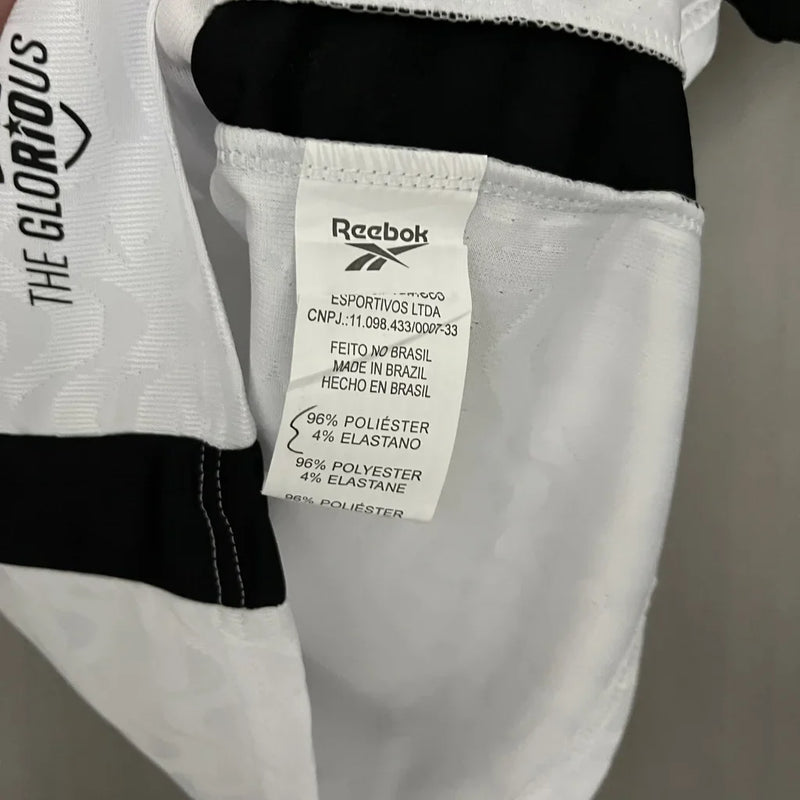 THE GLORIOUS
Reebok
ESPORTIVOS LTDA
CNPJ.:11.098.433/0007-33
FEITO NO BRASIL
MADE IN BRAZIL
HECHO EN BRASIL
96% POLIÉSTER
4% ELASTANO
96% POLYESTER
4% ELASTANE
96% POLIÉSTER